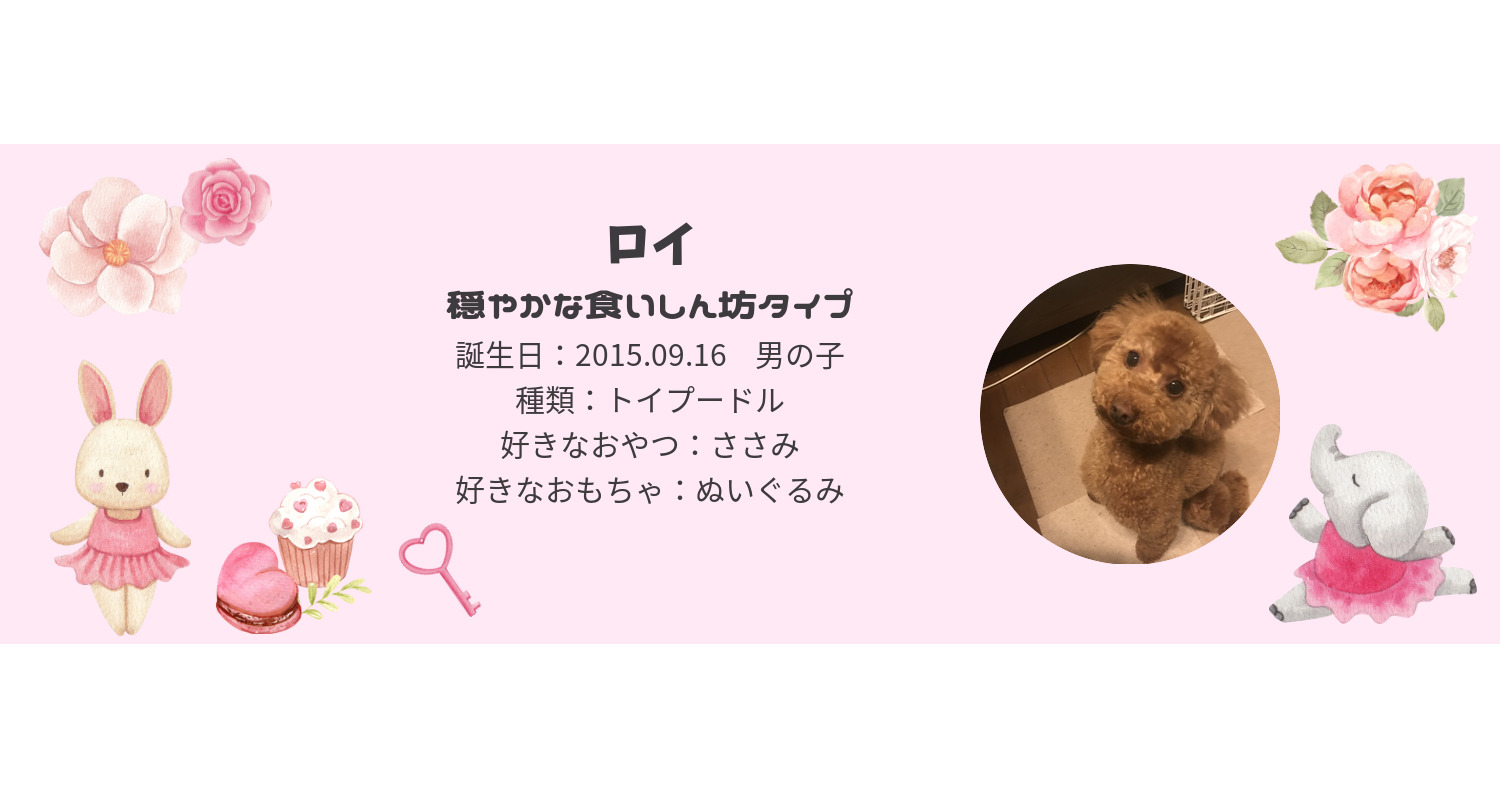 ロイ
穏やかな食いしん坊タイプ
誕生日：2015.09.16　男の子
種類：トイプードル
好きなおやつ：ささみ
好きなおもちゃ：ぬいぐるみ